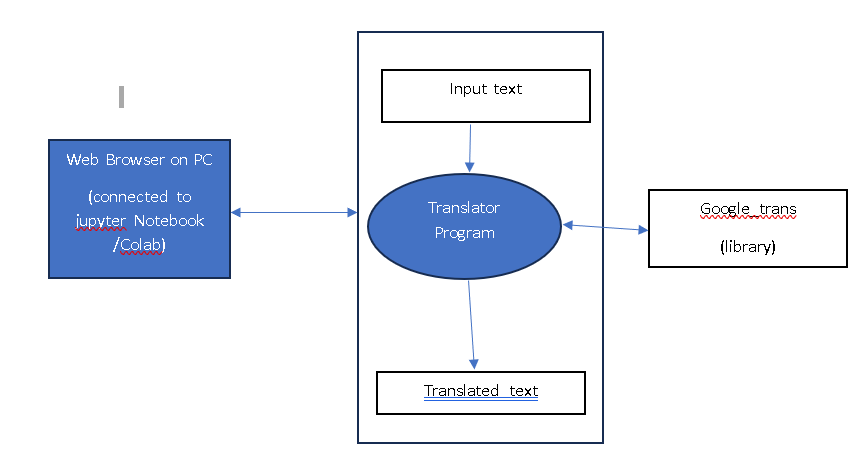 Input text
Web Browser on PC
(connected to
jupyter Notebook
/Colab)
Translator
Program
Google_trans
(library)
Translated text